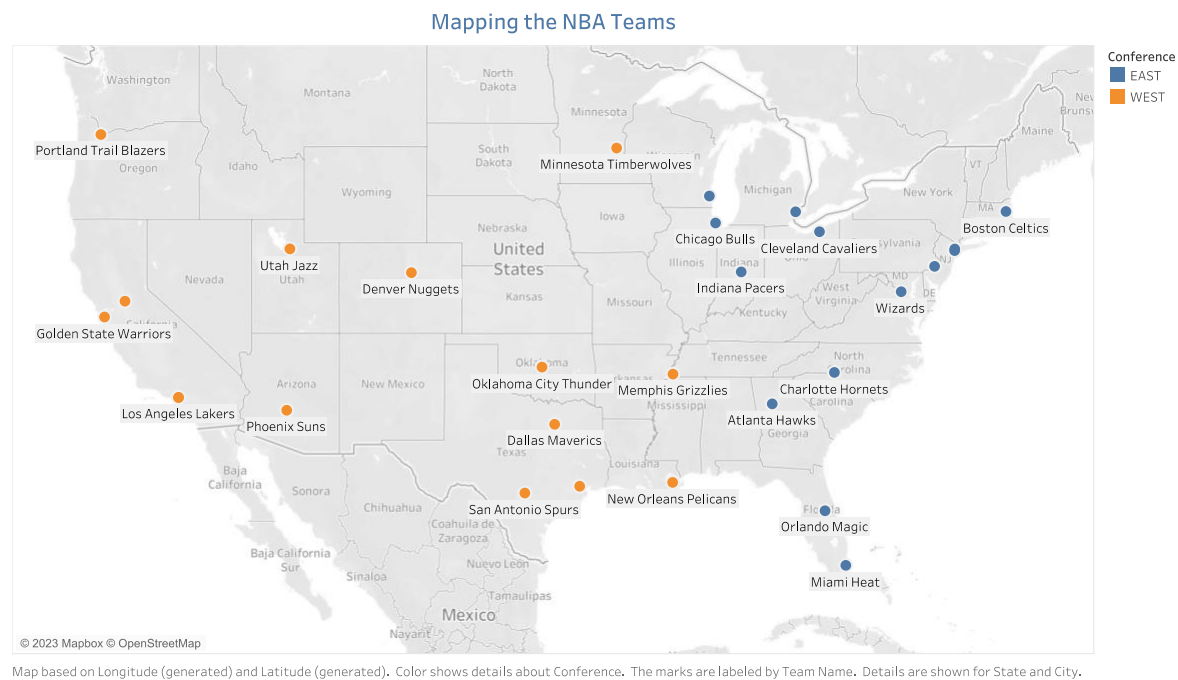 Mapping the NBA Teams
Conference
EAST
WEST
Washington
North
Dakota
Montana
Minnesota
New
Maine
Portland Trail Blazers
Oregon
Idaho
South
Dakota
Minnesota Timberwolves
VT
Wyoming
Michigan
New York
Iowa
MA
Boston Celtics
Nebraska
Chicago Bulls
Cleveland Cavaliers
United
States
Utah Jazz
Utah
Nevada
Denver Nuggets
Kansas
Illinois
Indiana
Indiana Pacers
NJ
MD
DE
West
Virginia
Wizards
Missouri
Kentucky
California
Golden State Warriors
Tennessee
North
Oklahoma City Thunder
Memphis Grizzlies
Charlotte Hornets
Carolina
Arizona
New Mexico
Mississippi
Los Angeles Lakers
Phoenix Suns
Atlanta Hawks
Georgia
Dallas Maverics
Texas
Louisiana
Baja
California
Sonora
Chihuahua
San Antonio Spurs
New Orleans Pelicans
Coahuila de
Zaragoza
Orlando Magic
Baja California
Sur
Nuevo León
Sinaloa
Miami Heat
Tamaulipas
Mexico
Nayarit
© 2023 Mapbox © OpenStreetMap
Map based on Longitude (generated) and Latitude (generated). Color shows details about Conference. The marks are labeled by Team Name. Details are shown for State and City.